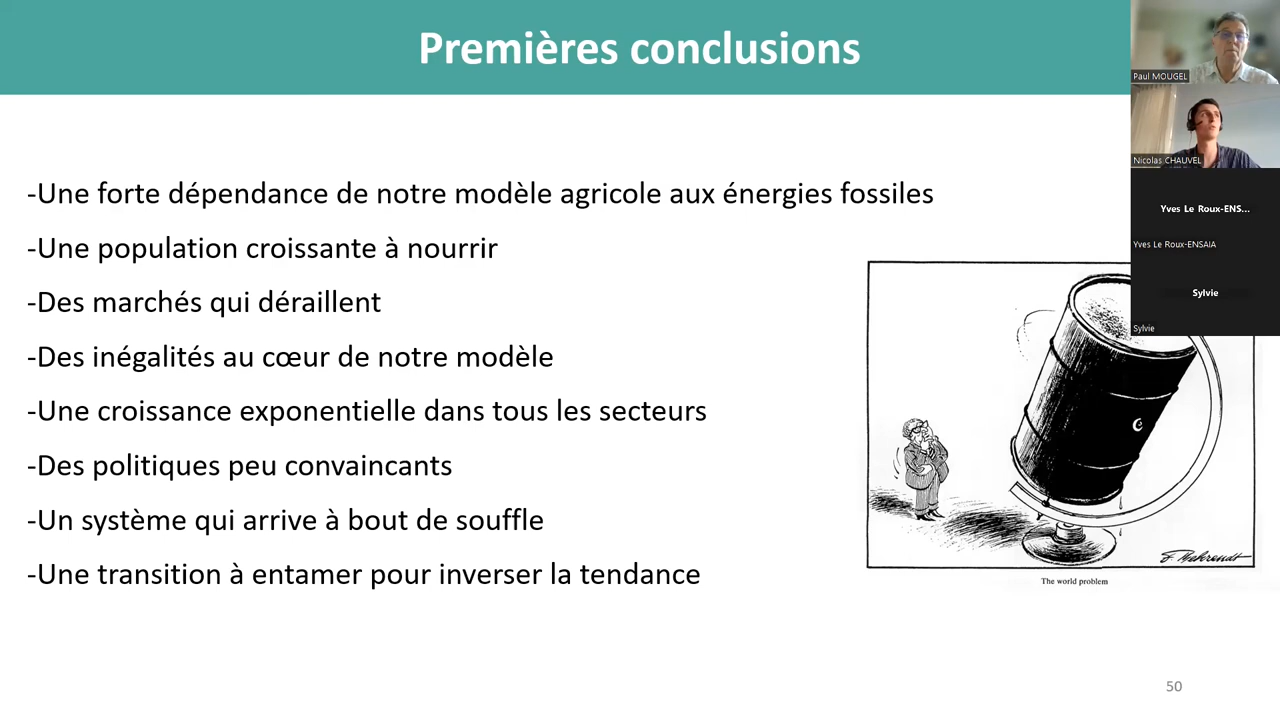 Premières conclusions
Paul MOUGEL
Nicolas CHAUVEL
Yves Le Roux-ENS...
Yves Le Roux-ENSAIA
Sylvie
Sylvie
-Une forte dépendance de notre modèle agricole aux énergies fossiles
-Une population croissante à nourrir
-Des marchés qui déraillent
-Des inégalités au cœur de notre modèle
-Une croissance exponentielle dans tous les secteurs
-Des politiques peu convaincants
-Un système qui arrive à bout de souffle
-Une transition à entamer pour inverser la tendance
The world problem
50